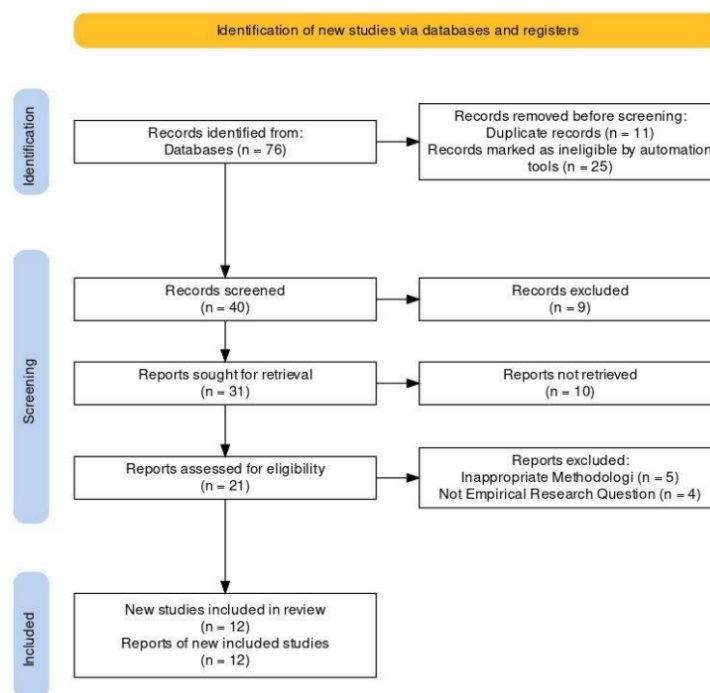 Identification of new studies via databases and registers
Identification
Records identified from:
Databases (n = 76)
Records removed before screening:
Duplicate records (n = 11)
Records marked as ineligible by automation
tools (n = 25)
Screening
Records screened
(n = 40)
Records excluded
(n = 9)
Reports sought for retrieval
(n = 31)
Reports not retrieved
(n = 10)
Reports assessed for eligibility
(n = 21)
Reports excluded:
Inappropriate Methodologi (n = 5)
Not Empirical Research Question (n = 4)
Included
New studies included in review
(n = 12)
Reports of new included studies
(n = 12)